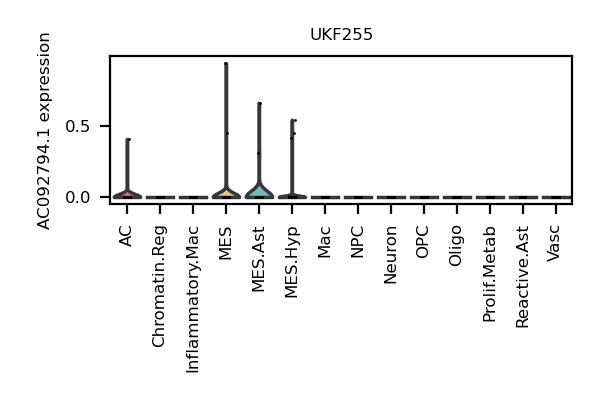 UKF255
AC092794.1 expression
0.5
0.0
AC
Chromatin.Reg
Inflammatory.Mac
MES
MES.Ast
MES.Hyp
Mac
NPC
Neuron
OPC
Oligo
Prolif.Metab
Reactive.Ast
Vasc